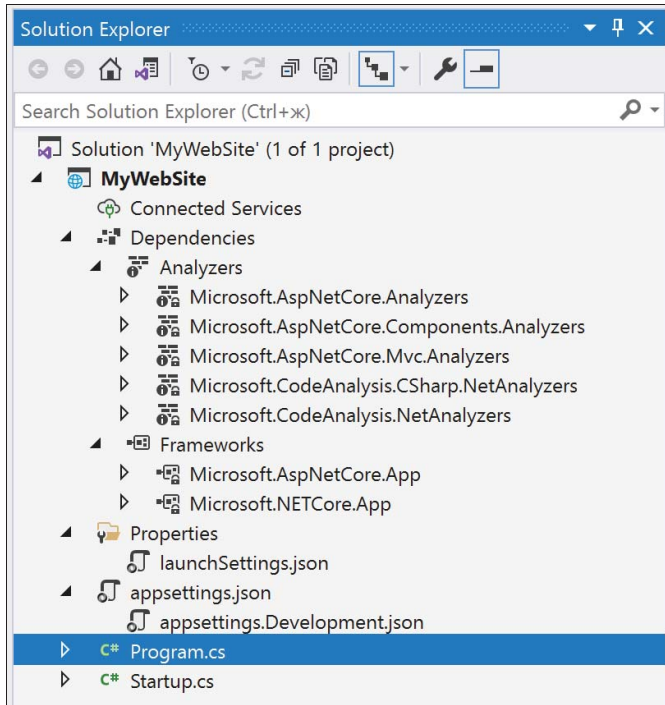 Solution Explorer
Search Solution Explorer (Ctrl+ж)
Solution 'MyWebSite' (1 of 1 project)
MyWebSite
Connected Services
Dependencies
Analyzers
Microsoft.AspNetCore.Analyzers
Microsoft.AspNetCore.Components.Analyzers
Microsoft.AspNetCore.Mvc.Analyzers
Microsoft.CodeAnalysis.CSharp.NetAnalyzers
Microsoft.CodeAnalysis.NetAnalyzers
Frameworks
Microsoft.AspNetCore.App
Microsoft.NETCore.App
Properties
launchSettings.json
appsettings.json
appsettings.Development.json
C# Program.cs
C# Startup.cs